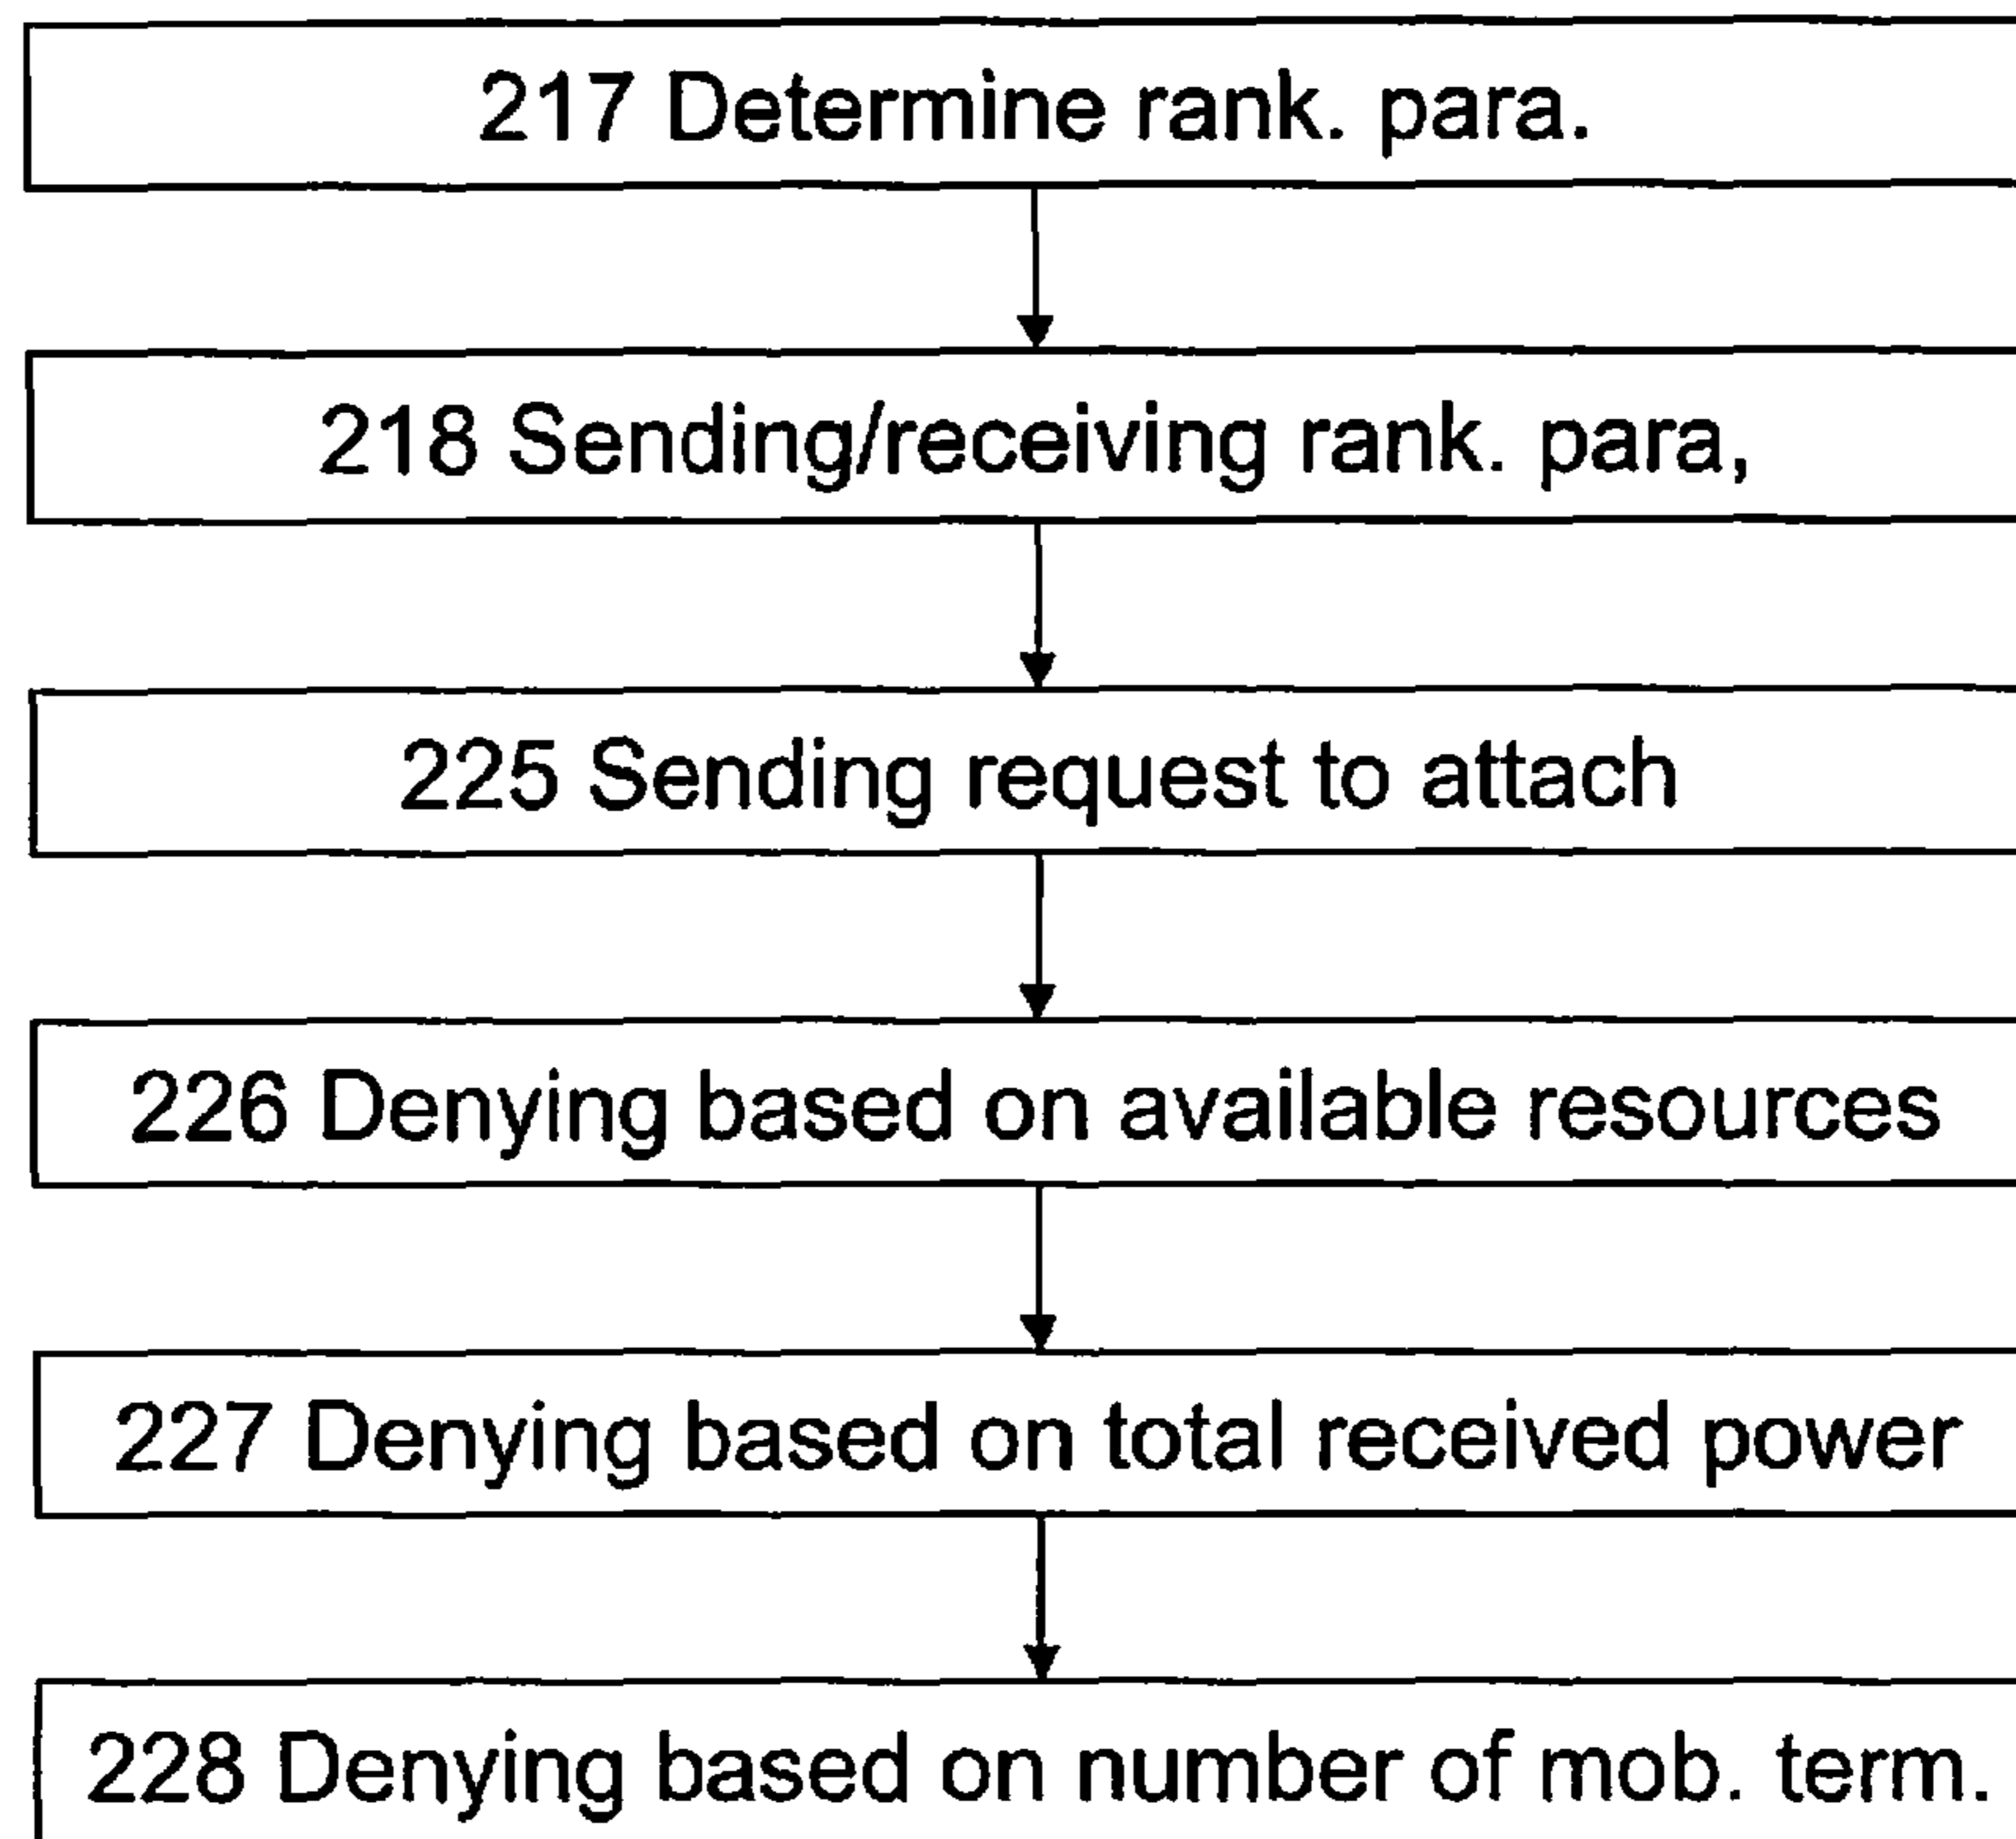 217 Determine rank. para.
218 Sending/receiving rank. para,
225 Sending request to attach
226 Denying based on available resources
227 Denying based on total received power
228 Denying based on number of mob. term.